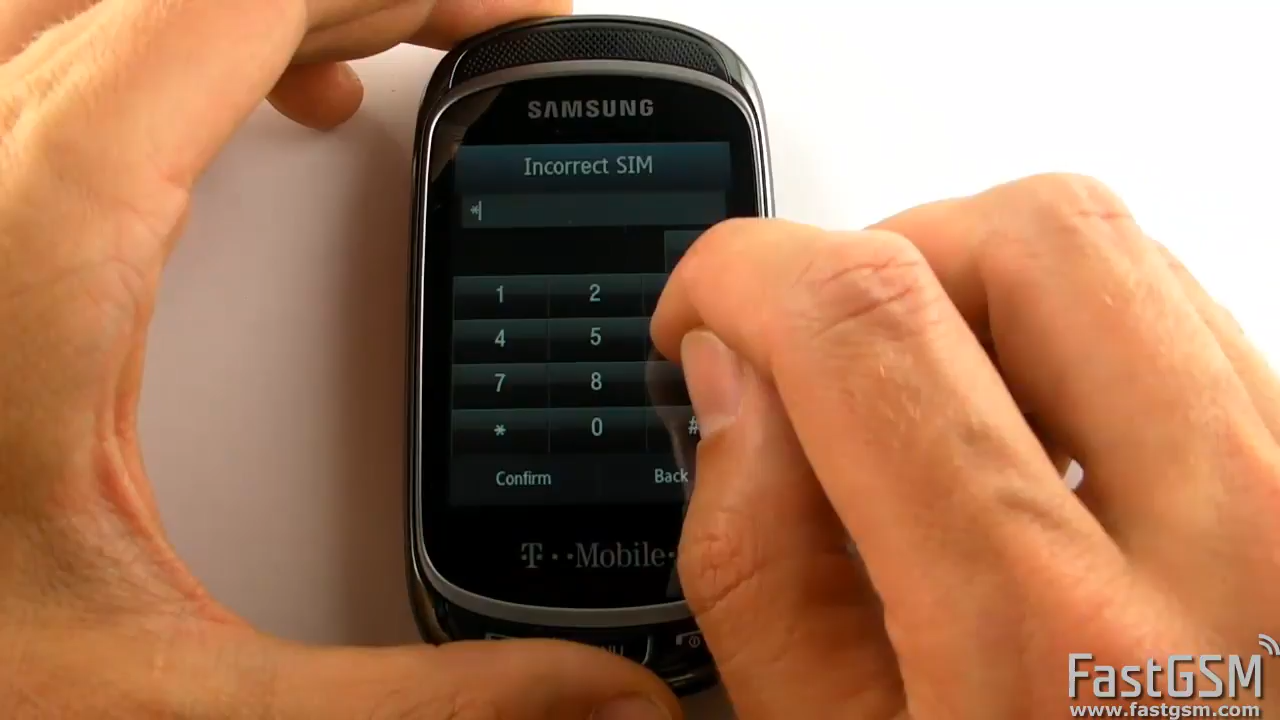 SAMSUNG
Incorrect SIM
*
1 2
4 5
7 8
* 0 #
Confirm Back
T··Mobile·
FastGSM
www.fastgsm.com